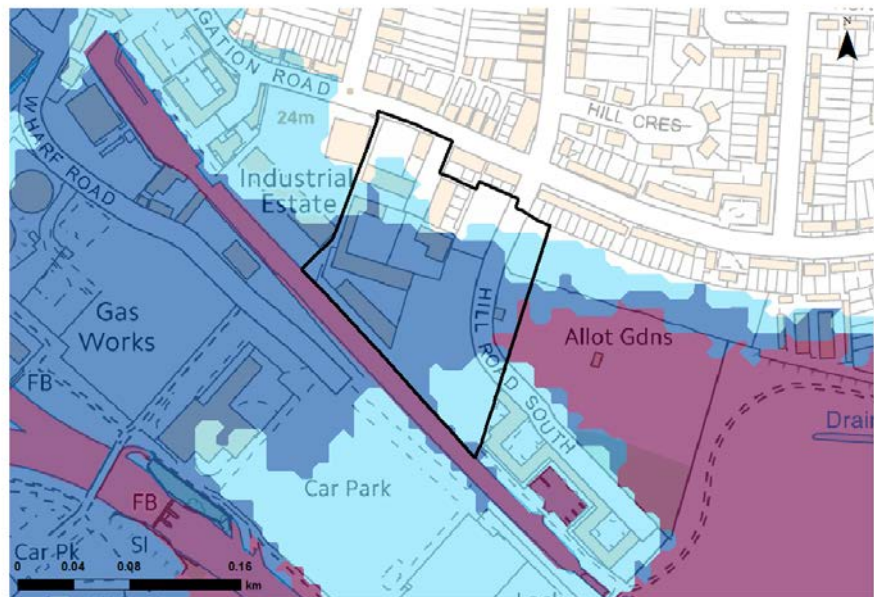 N
GATION ROAD
24m
HILL CRES
WHARF ROAD
Industrial
Estate
HILL ROAD SOUTH
Gas
Works
Allot Gdns
FB
Drain
Car Park
FB
SI
Car Pk
0 0.04 0.08 0.16
km